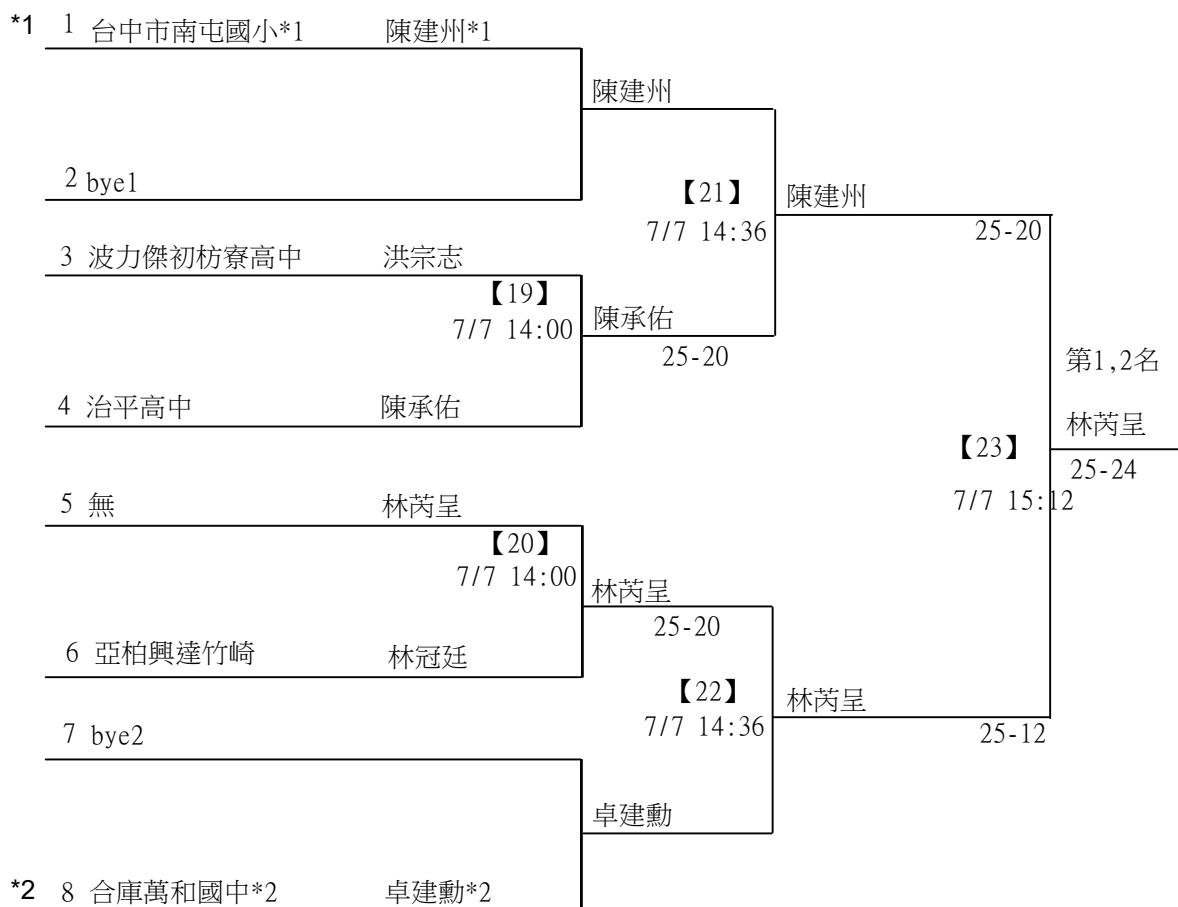 *1 1 台中市南屯國小*1 陳建州*1
陳建州
2 bye1
【21】
7/7 14:36
陳建州
25-20
3 波力傑初枋寮高中 洪宗志
【19】
7/7 14:00
陳承佑
25-20
4 治平高中 陳承佑
第1,2名
林芮呈
25-24
【23】
7/7 15:12
5 無 林芮呈
【20】
7/7 14:00
林芮呈
25-20
6 亞柏興達竹崎 林冠廷
【22】
7/7 14:36
林芮呈
25-12
7 bye2
卓建勳
*2 8 合庫萬和國中*2 卓建勳*2